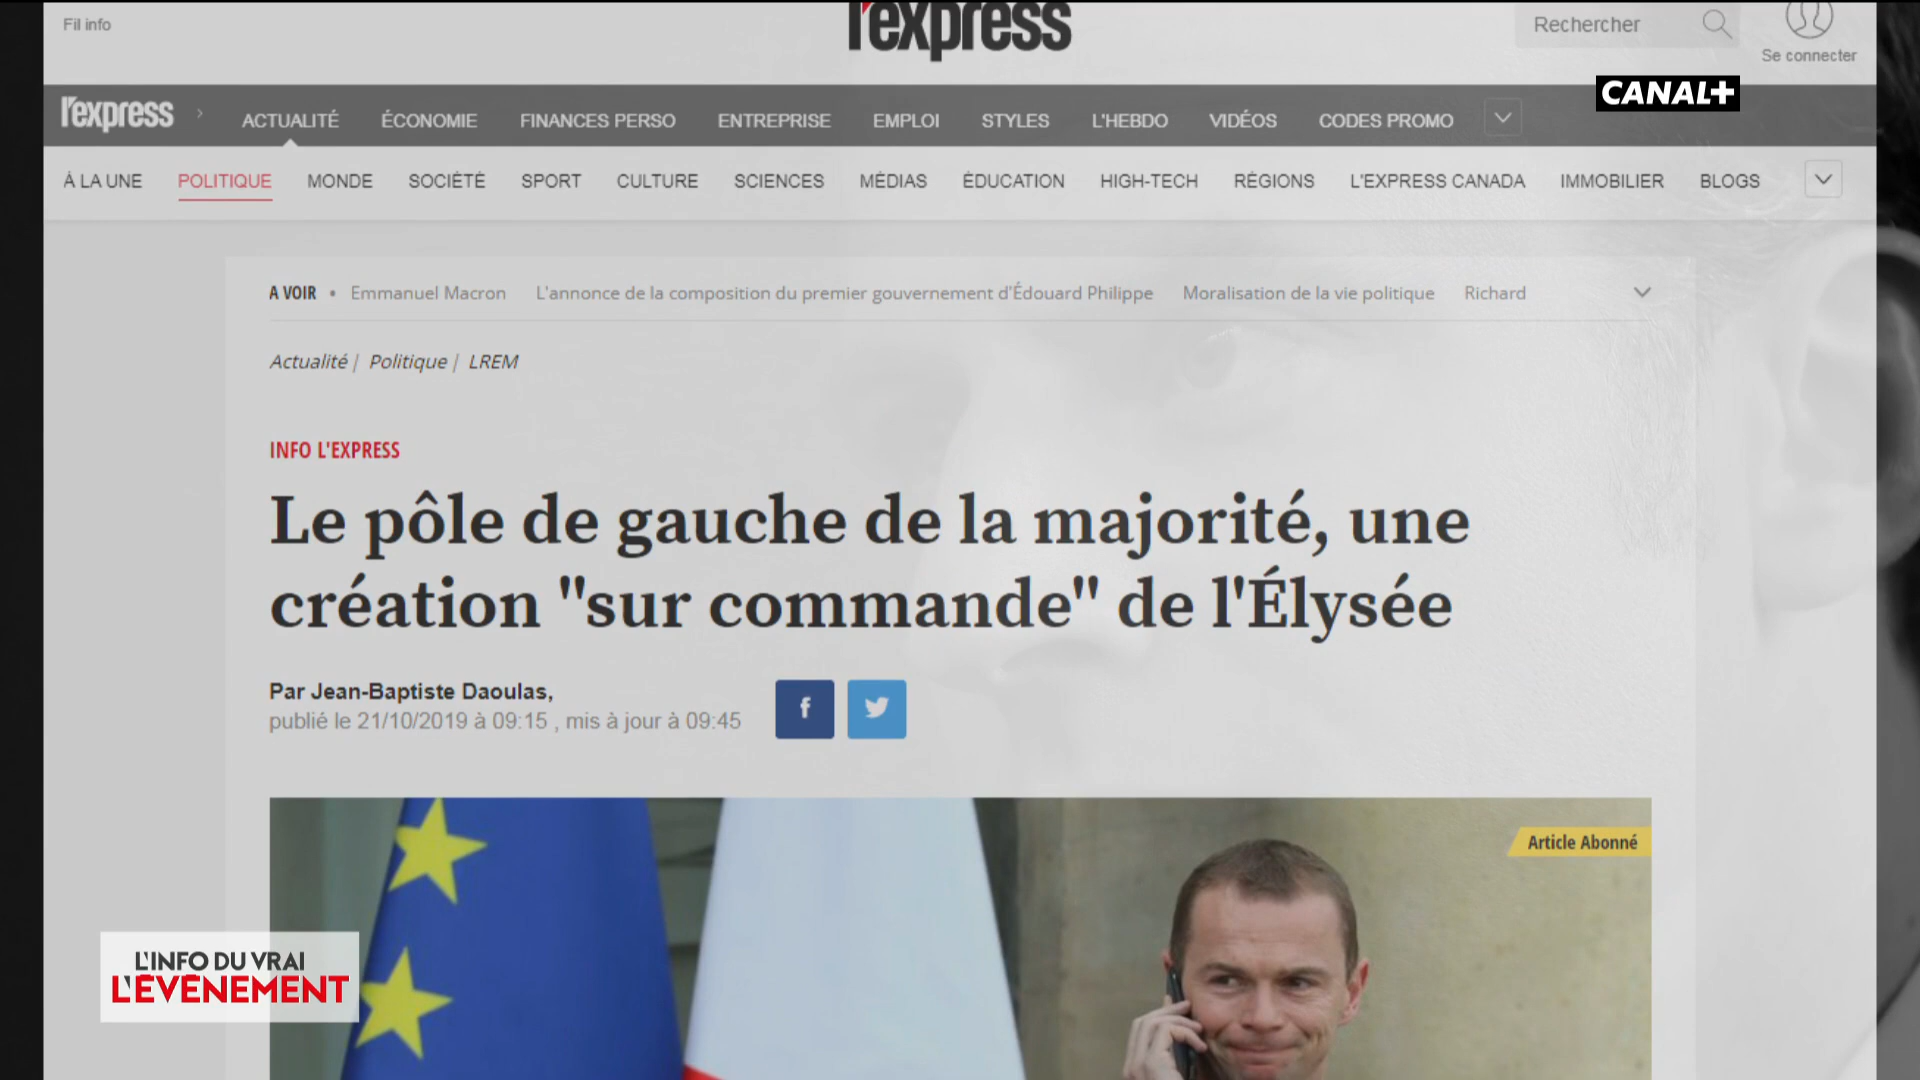 Fil info
l'express
Rechercher
Se connecter
CANAL+
l'express
ACTUALITÉ ÉCONOMIE FINANCES PERSO ENTREPRISE EMPLOI STYLES L'HEBDO VIDÉOS CODES PROMO
À LA UNE POLITIQUE MONDE SOCIÉTÉ SPORT CULTURE SCIENCES MÉDIAS ÉDUCATION HIGH-TECH RÉGIONS L'EXPRESS CANADA IMMOBILIER BLOGS
A VOIR • Emmanuel Macron L'annonce de la composition du premier gouvernement d'Édouard Philippe Moralisation de la vie politique Richard
Actualité | Politique | LREM
INFO L'EXPRESS
Le pôle de gauche de la majorité, une
création "sur commande" de l'Élysée
Par Jean-Baptiste Daoulas,
publié le 21/10/2019 à 09:15 , mis à jour à 09:45
Article Abonné
L'INFO DU VRAI
L'ÉVÉNEMENT